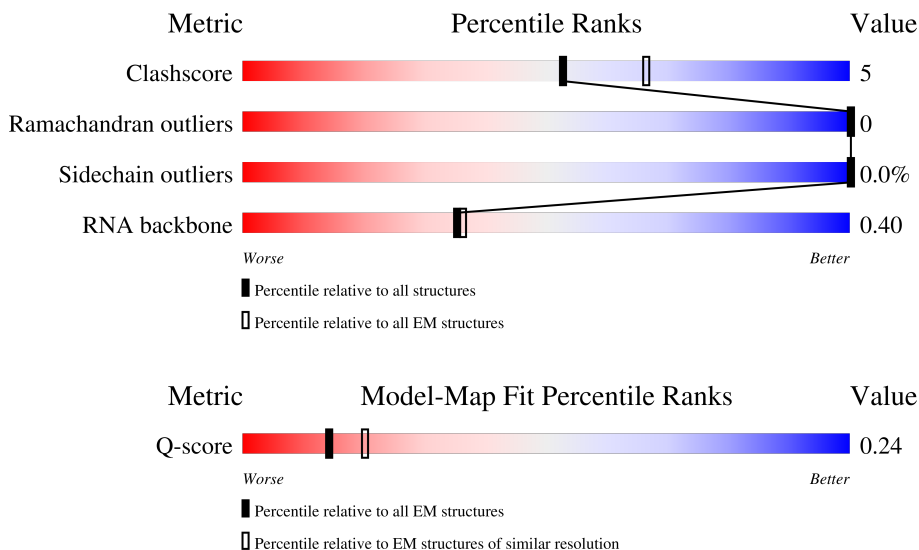 Metric Percentile Ranks Value
Clashscore 5
Ramachandran outliers 0
Sidechain outliers 0.0%
RNA backbone 0.40
Worse Better
Percentile relative to all structures
Percentile relative to all EM structures
Metric Model-Map Fit Percentile Ranks Value
Q-score 0.24
Worse Better
Percentile relative to all EM structures
Percentile relative to EM structures of similar resolution